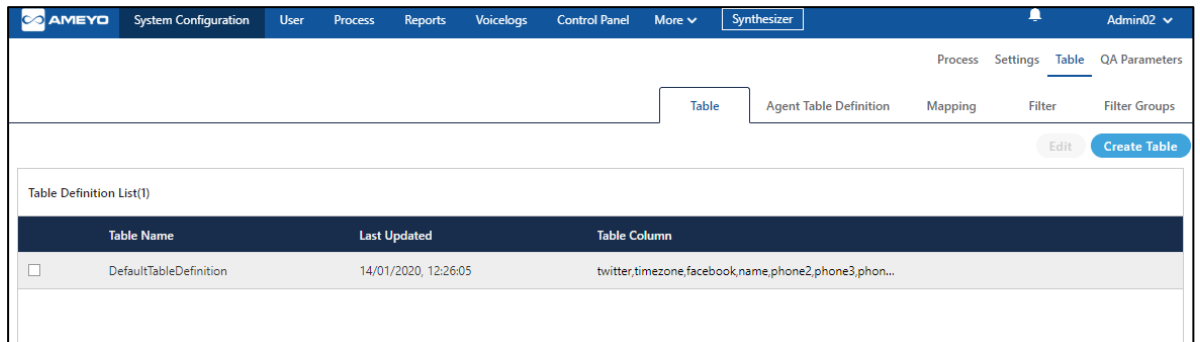 AMEYO System Configuration User Process Reports Voicelogs Control Panel More Synthesizer Admin02
Process Settings Table QA Parameters
Table Agent Table Definition Mapping Filter Filter Groups
Edit Create Table
Table Definition List(1)
Table Name Last Updated Table Column
DefaultTableDefinition 14/01/2020, 12:26:05 twitter,timezone,facebook,name,phone2,phone3,phon...